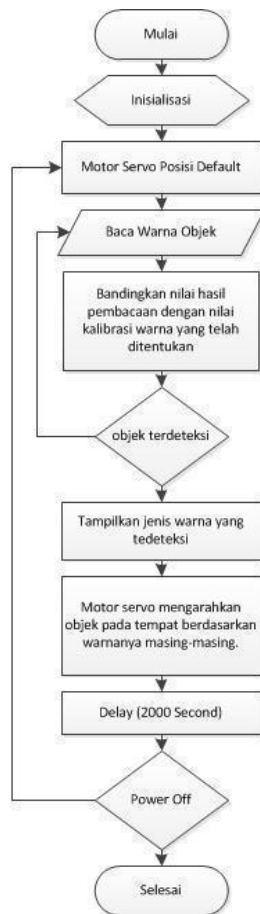 Mulai
Inisialisasi
Motor Servo Posisi Default
Baca Warna Objek
Bandingkan nilai hasil
pembacaan dengan nilai
kalibrasi warna yang telah
ditentukan
objek terdeteksi
Tampilkan jenis warna yang
tedeteksi
Motor servo mengarahkan
objek pada tempat berdasarkan
warnanya masing-masing.
Delay (2000 Second)
Power Off
Selesai